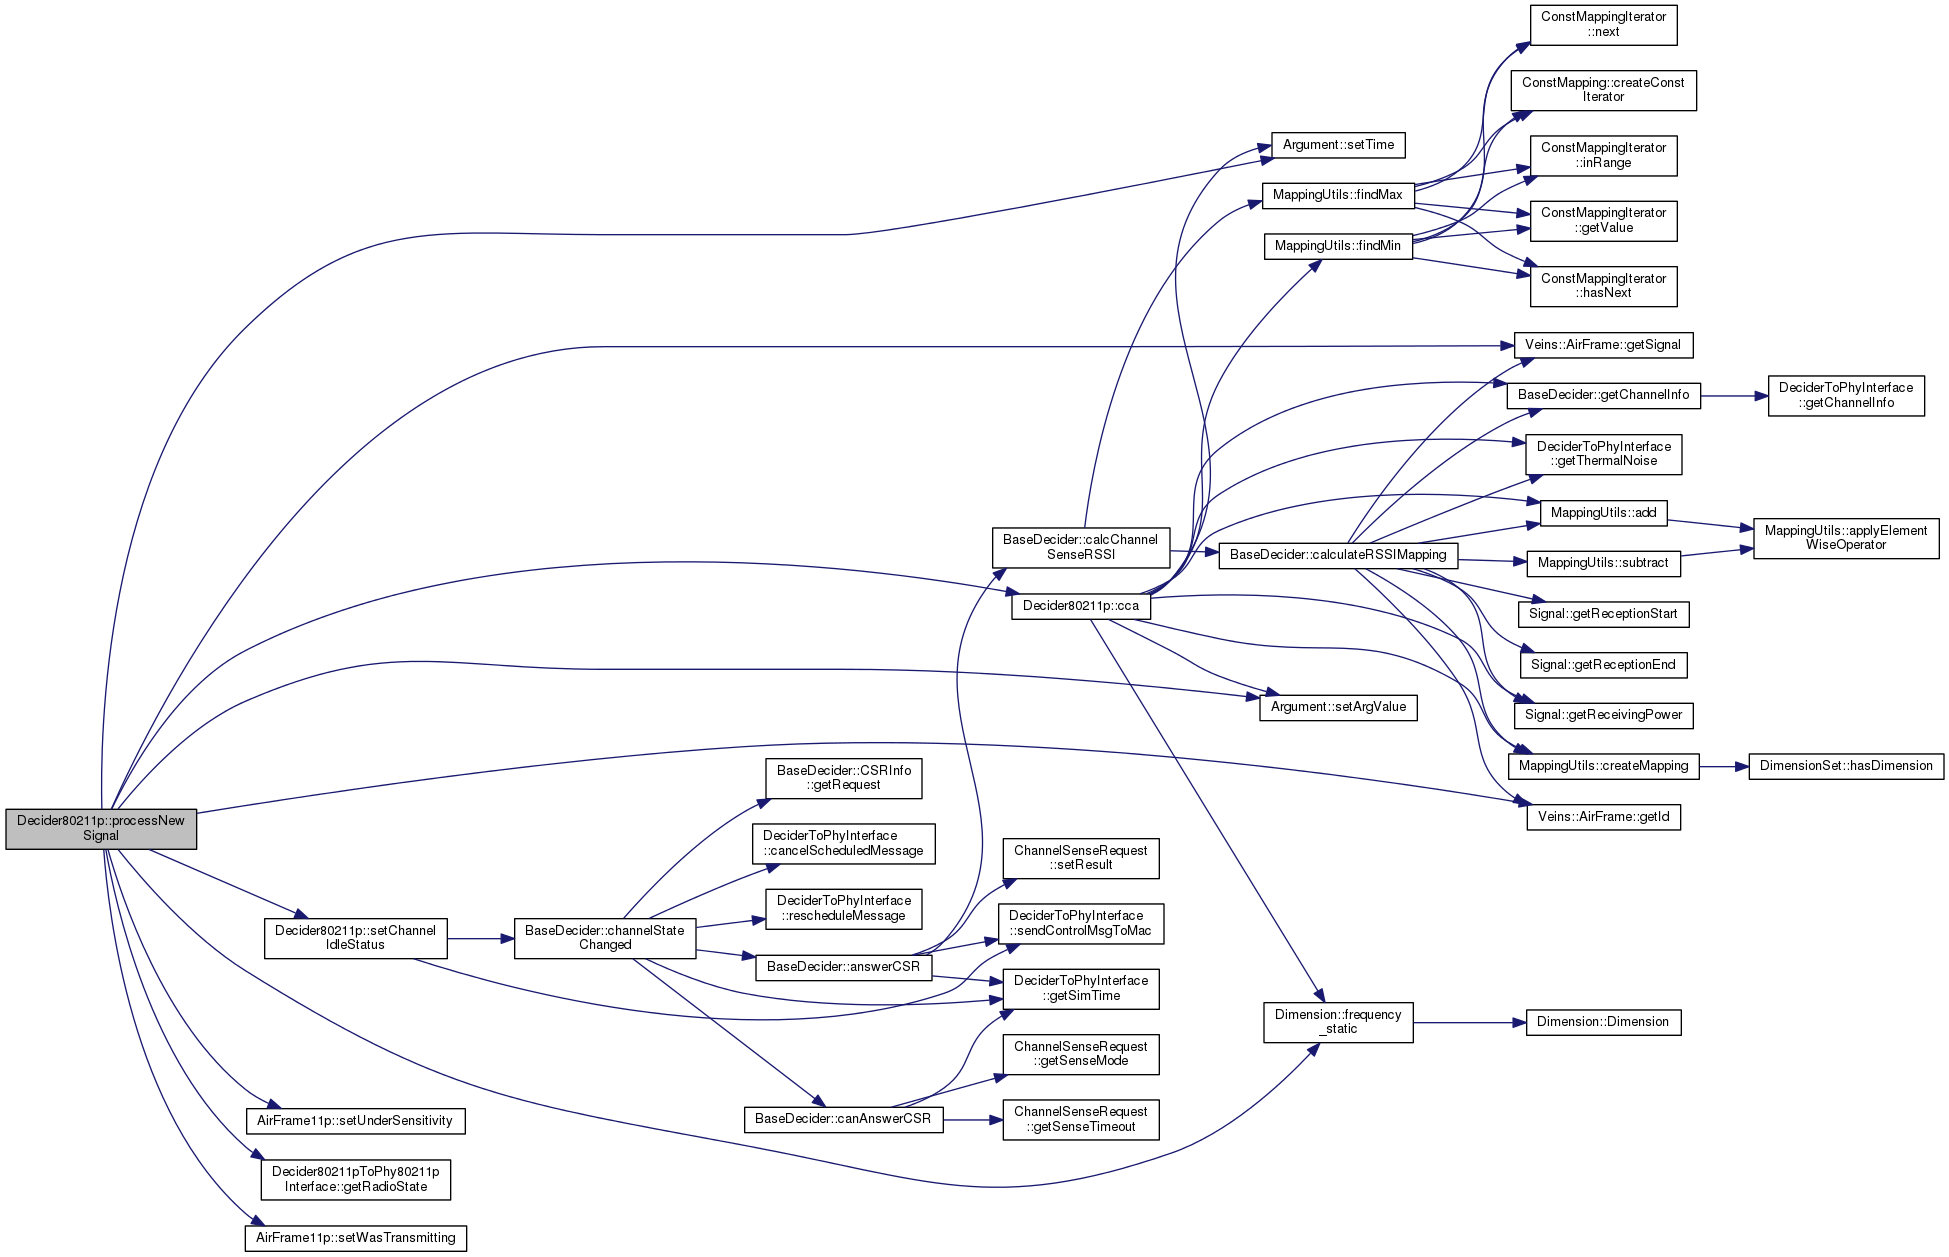 ConstMappingIterator
::next
ConstMapping::createConst
Iterator
Argument::setTime
ConstMappingIterator
::inRange
MappingUtils::findMax
ConstMappingIterator
::getValue
MappingUtils::findMin
ConstMappingIterator
::hasNext
Veins::AirFrame::getSignal
BaseDecider::getChannelInfo
DeciderToPhyInterface
::getChannelInfo
DeciderToPhyInterface
::getThermalNoise
MappingUtils::add
MappingUtils::applyElement
WiseOperator
BaseDecider::calcChannel
SenseRSSI
BaseDecider::calculateRSSIMapping
MappingUtils::subtract
Decider80211p::cca
Signal::getReceptionStart
Signal::getReceptionEnd
Argument::setArgValue
Signal::getReceivingPower
MappingUtils::createMapping
DimensionSet::hasDimension
BaseDecider::CSRInfo
::getRequest
Veins::AirFrame::getId
Decider80211p::processNew
Signal
DeciderToPhyInterface
::cancelScheduledMessage
ChannelSenseRequest
::setResult
DeciderToPhyInterface
::rescheduleMessage
DeciderToPhyInterface
::sendControlMsgToMac
Decider80211p::setChannel
IdleStatus
BaseDecider::channelState
Changed
BaseDecider::answerCSR
DeciderToPhyInterface
::getSimTime
Dimension::frequency
_static
Dimension::Dimension
ChannelSenseRequest
::getSenseMode
BaseDecider::canAnswerCSR
ChannelSenseRequest
::getSenseTimeout
AirFrame11p::setUnderSensitivity
Decider80211pToPhy80211p
Interface::getRadioState
AirFrame11p::setWasTransmitting